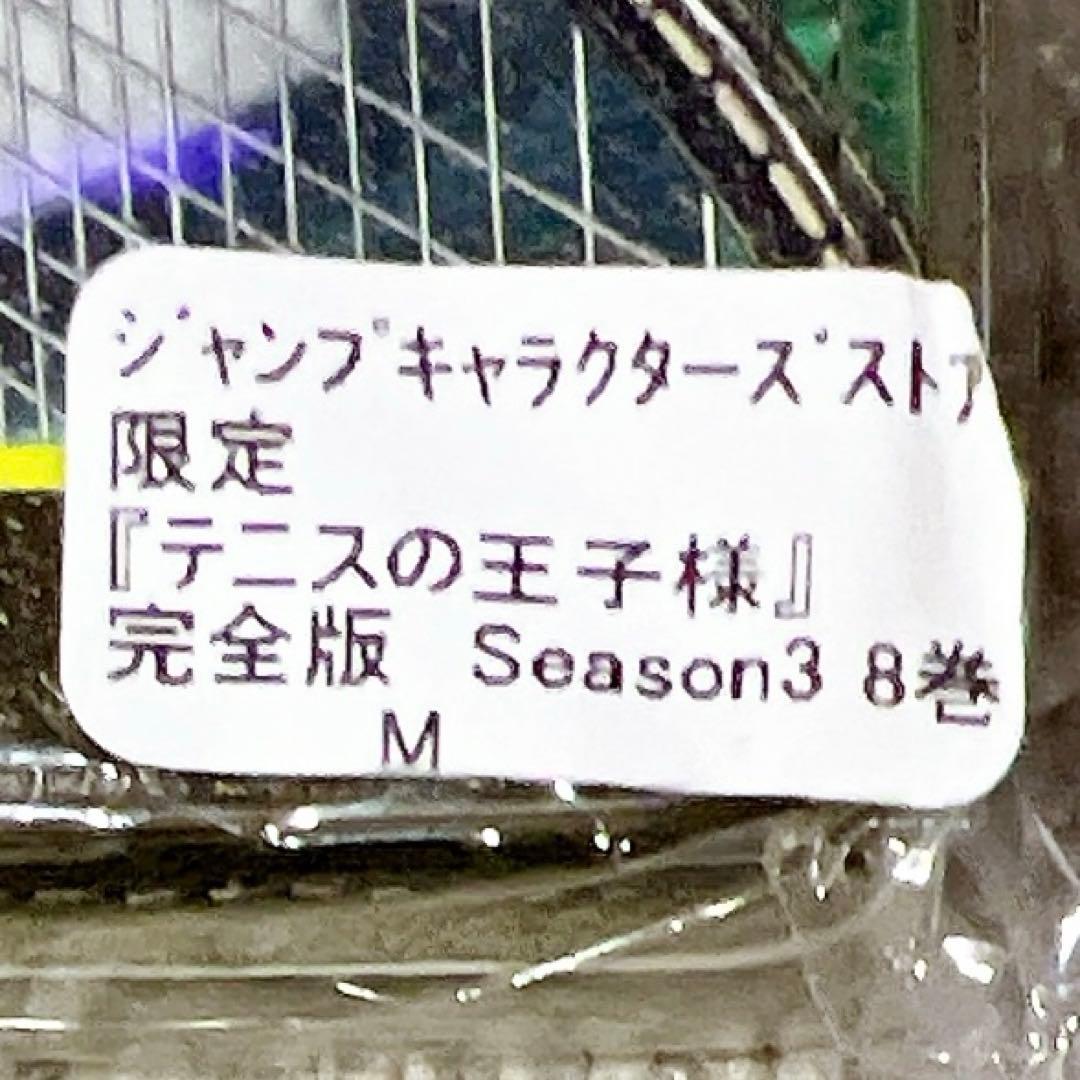 ジャンプキャラクターズストア
限定
『テニスの王子様』
完全版 Season3 8巻
M